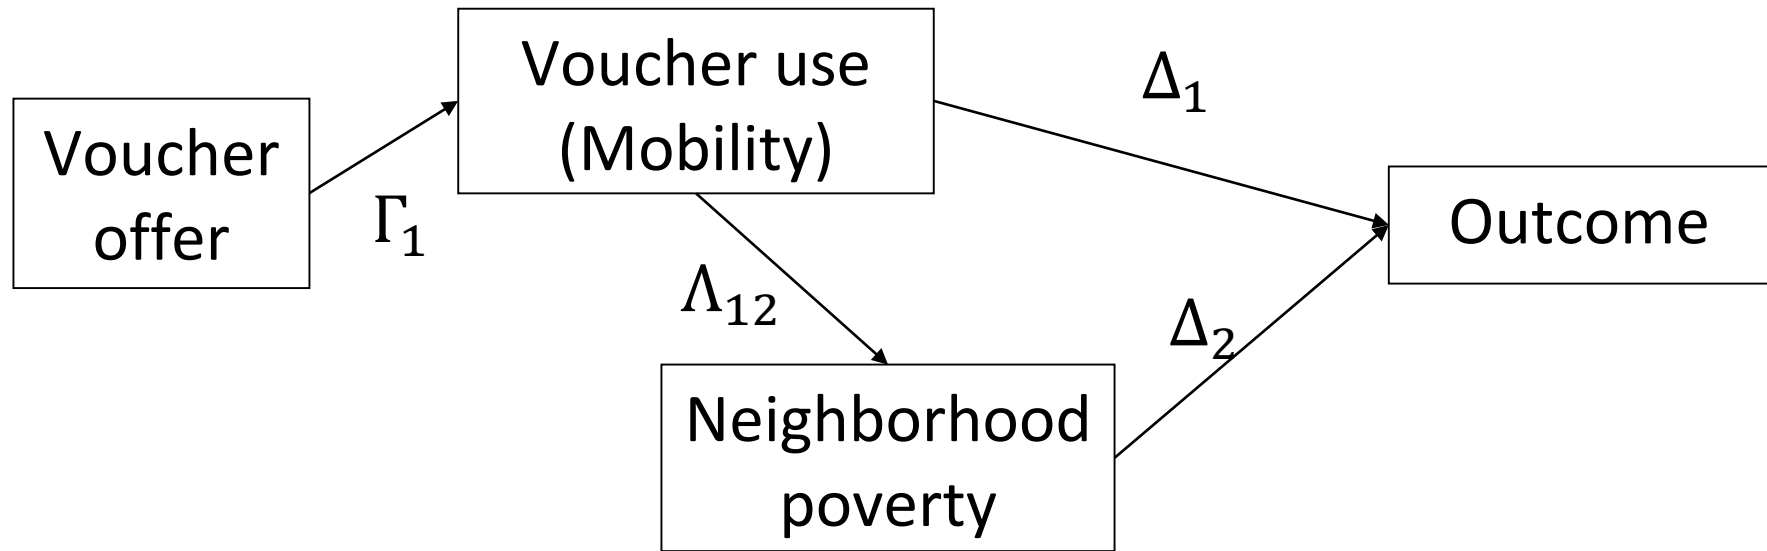 Voucher
offer
Γ₁
Voucher use
(Mobility)
Λ₁₂
Neighborhood
poverty
Δ₁
Δ₂
Outcome